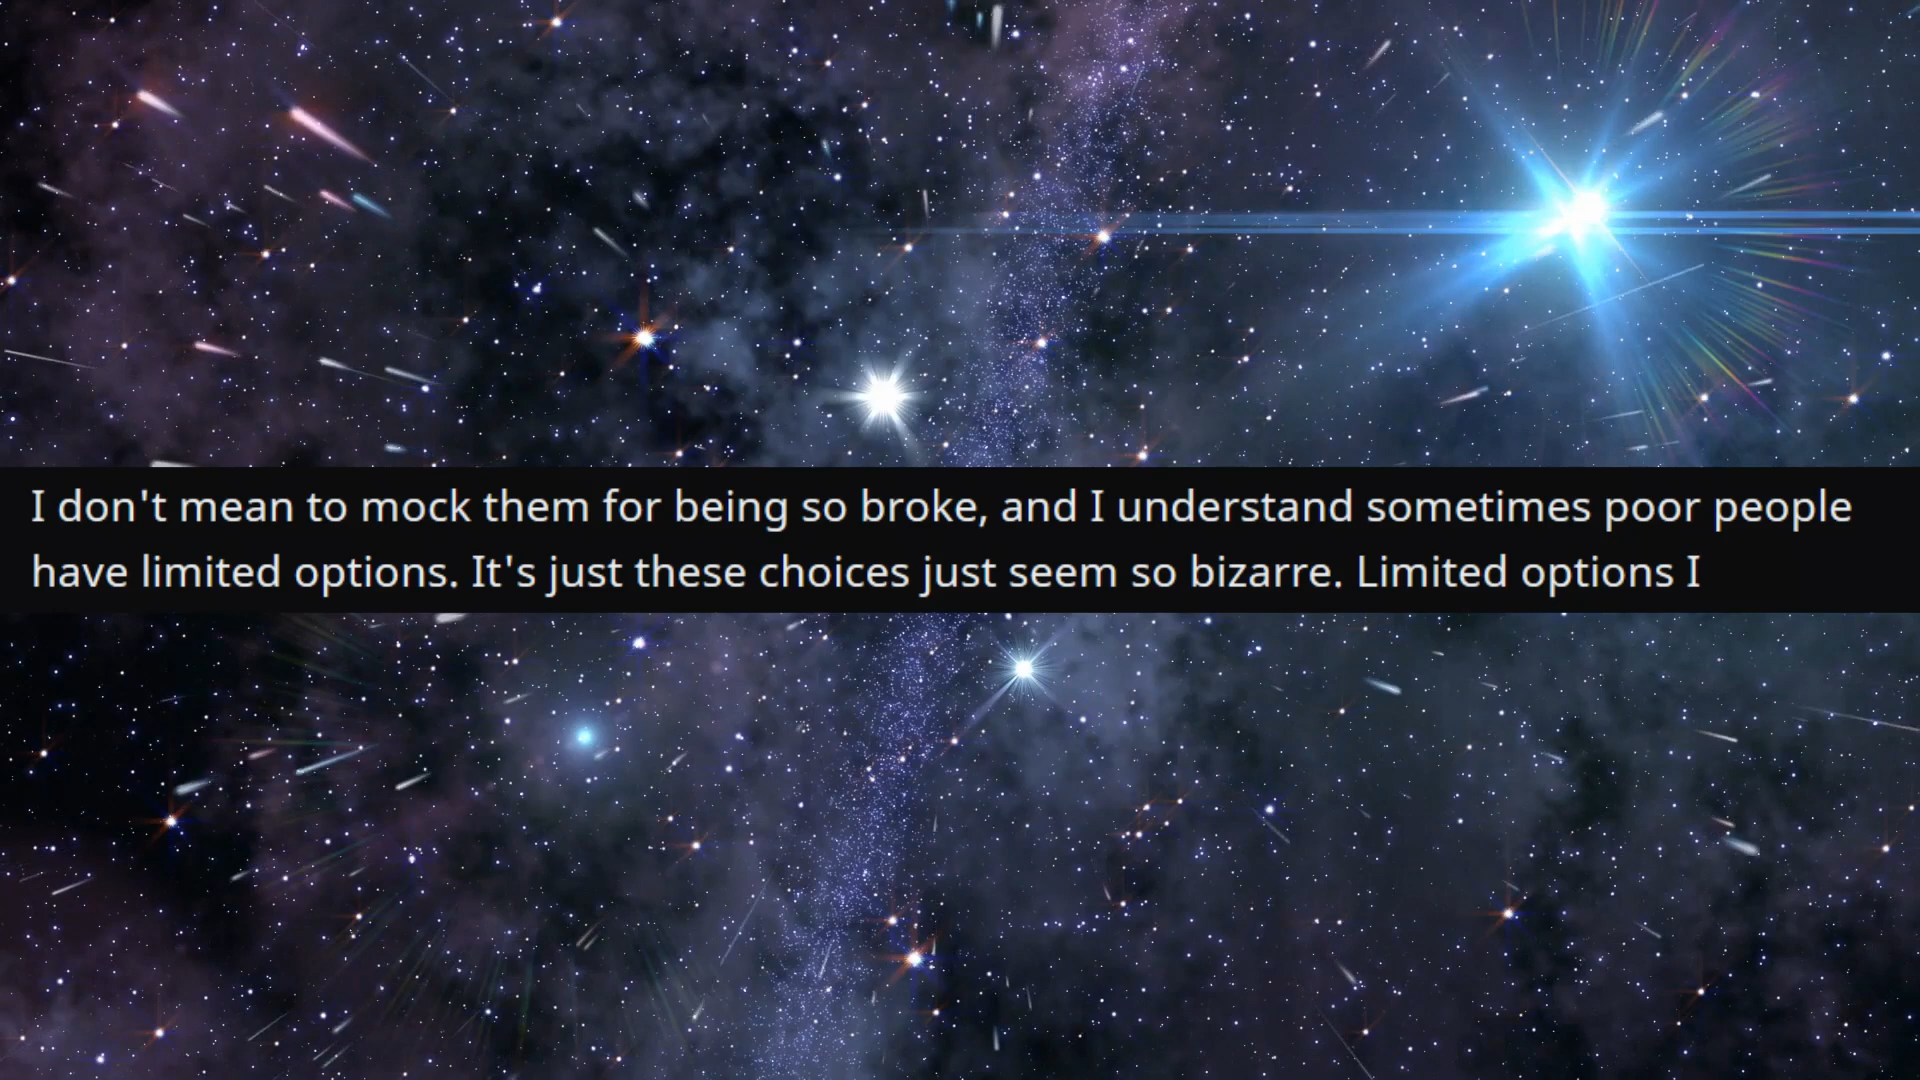 I don't mean to mock them for being so broke, and I understand sometimes poor people
have limited options. It's just these choices just seem so bizarre. Limited options I